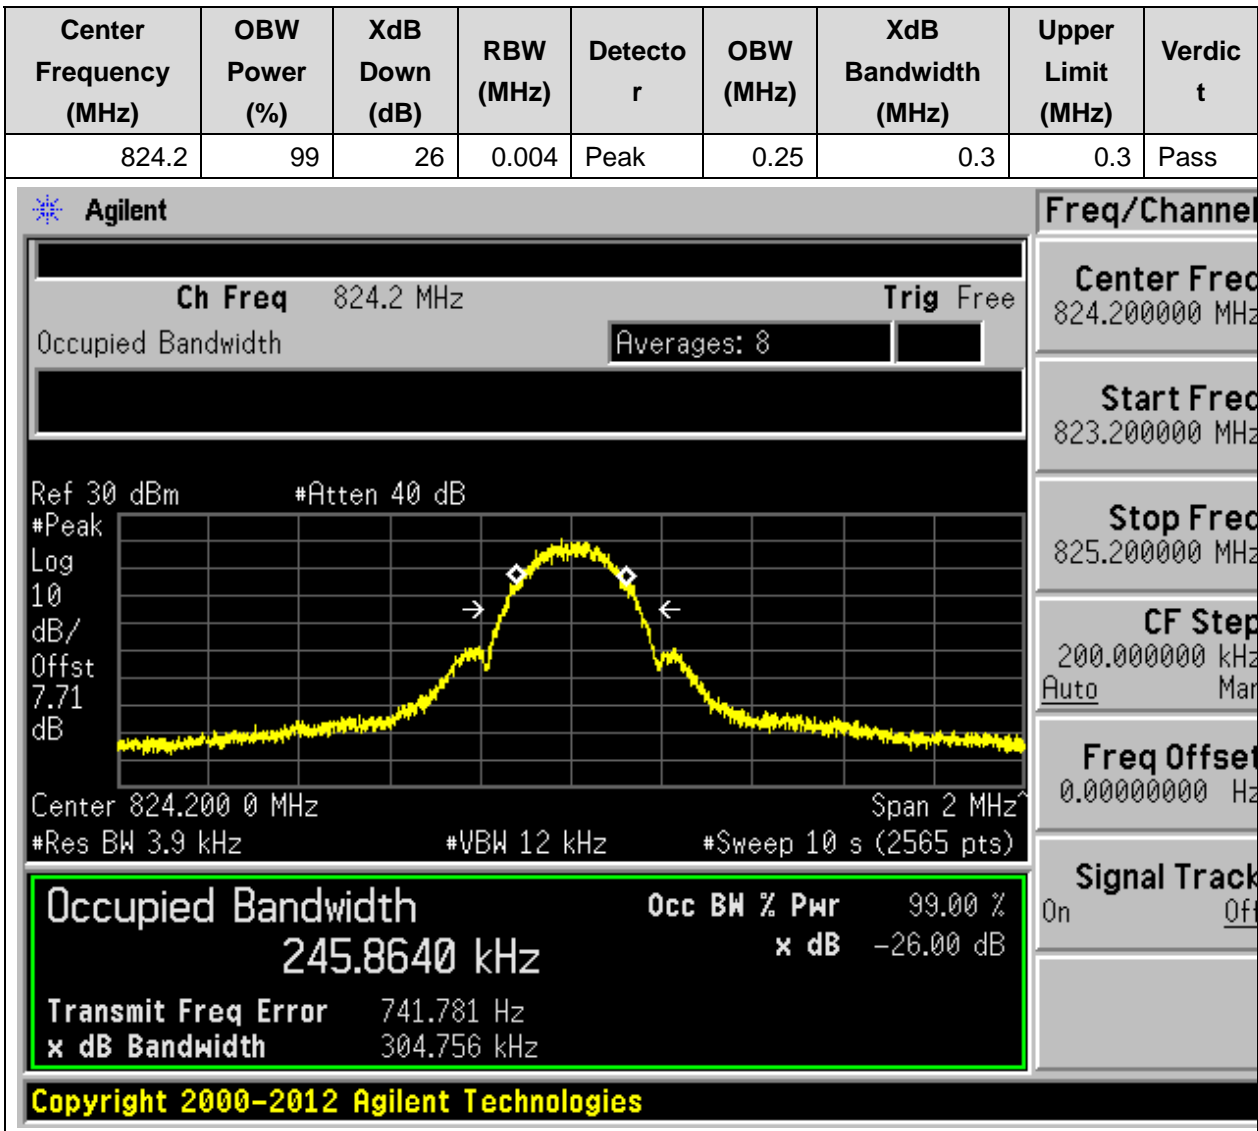 Center Frequency (MHz) OBW Power (%) XdB Down (dB) RBW (MHz) Detector OBW (MHz) XdB Bandwidth (MHz) Upper Limit (MHz) Verdict
824.2 99 26 0.004 Peak 0.25 0.3 0.3 Pass
Agilent
Ch Freq 824.2 MHz Trig Free
Occupied Bandwidth Averages: 8
Ref 30 dBm #Atten 40 dB
#Peak
Log
10
dB/
Offst
7.71
dB
Center 824.200 0 MHz Span 2 MHz^
#Res BW 3.9 kHz #VBW 12 kHz #Sweep 10 s (2565 pts)
Occupied Bandwidth Occ BW % Pwr 99.00 %
245.8640 kHz x dB -26.00 dB
Transmit Freq Error 741.781 Hz
x dB Bandwidth 304.756 kHz
Copyright 2000-2012 Agilent Technologies
Freq/Channel
Center Freq
824.200000 MHz
Start Freq
823.200000 MHz
Stop Freq
825.200000 MHz
CF Step
200.000000 kHz
Auto Man
Freq Offset
0.00000000 Hz
Signal Track
On Off